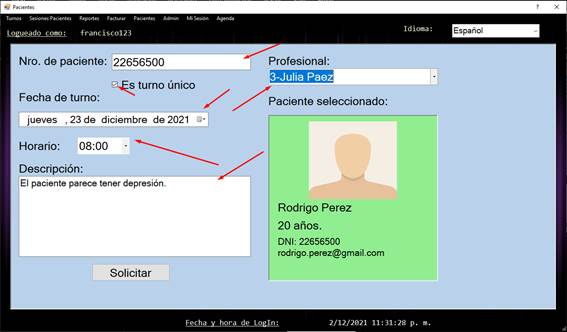 Pacientes
Turnos Sesiones Pacientes Reportes Facturar Pacientes Admin Mi Sesión Agenda
Logueado como: francisco123
Idioma: Español
Nro. de paciente: 22656500
Profesional:
3-Julia Paez
Es turno único
Fecha de turno:
jueves , 23 de diciembre de 2021
Paciente seleccionado:
Horario: 08:00
Descripción:
El paciente parece tener depresión.
Rodrigo Perez
20 años.
DNI: 22656500
rodrigo.perez@gmail.com
Solicitar
Fecha y hora de LogIn: 2/12/2021 11:31:28 p. m.